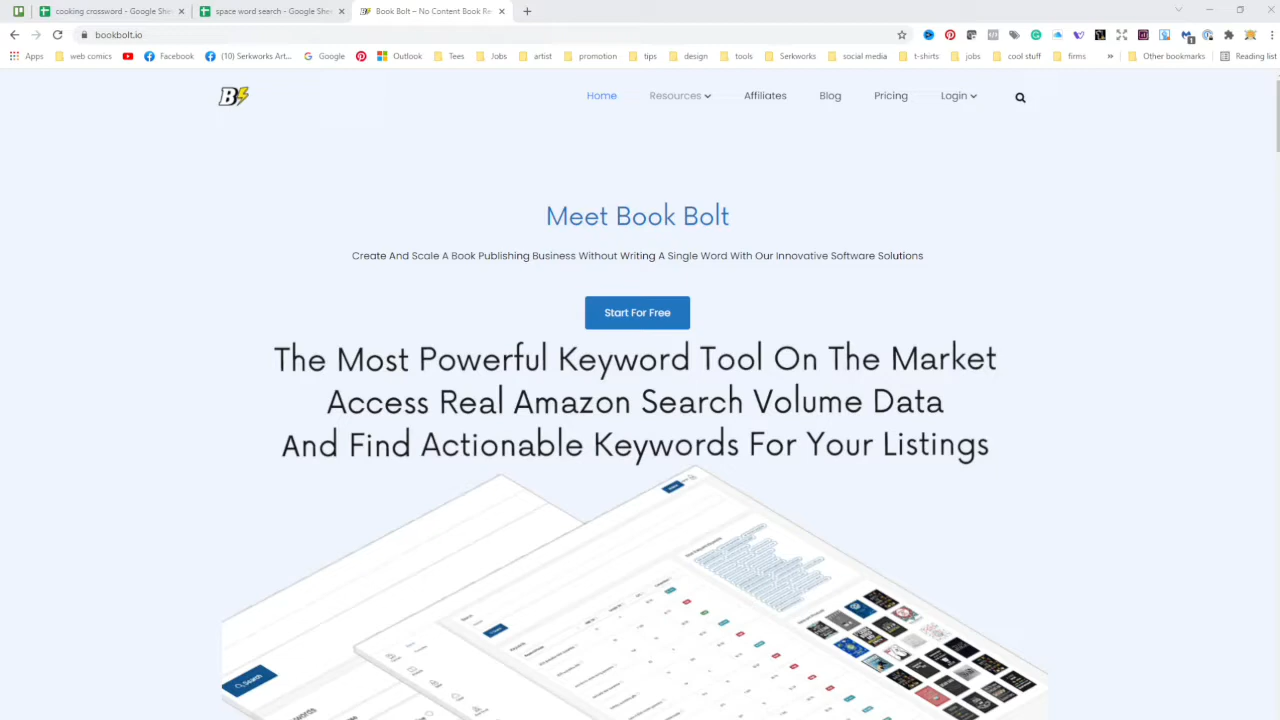 cooking crossword - Google She
space word search - Google She
Book Bolt – No Content Book Re
bookbolt.io
Apps
web comics
Facebook
(10) Serkworks Art...
Google
Outlook
Tees
Jobs
artist
promotion
tips
design
tools
Serkworks
social media
t-shirts
jobs
cool stuff
firms
»
Other bookmarks
Reading list
B
Home
Resources
Affiliates
Blog
Pricing
Login
Meet Book Bolt
Create And Scale A Book Publishing Business Without Writing A Single Word With Our Innovative Software Solutions
Start For Free
The Most Powerful Keyword Tool On The Market
Access Real Amazon Search Volume Data
And Find Actionable Keywords For Your Listings
Search